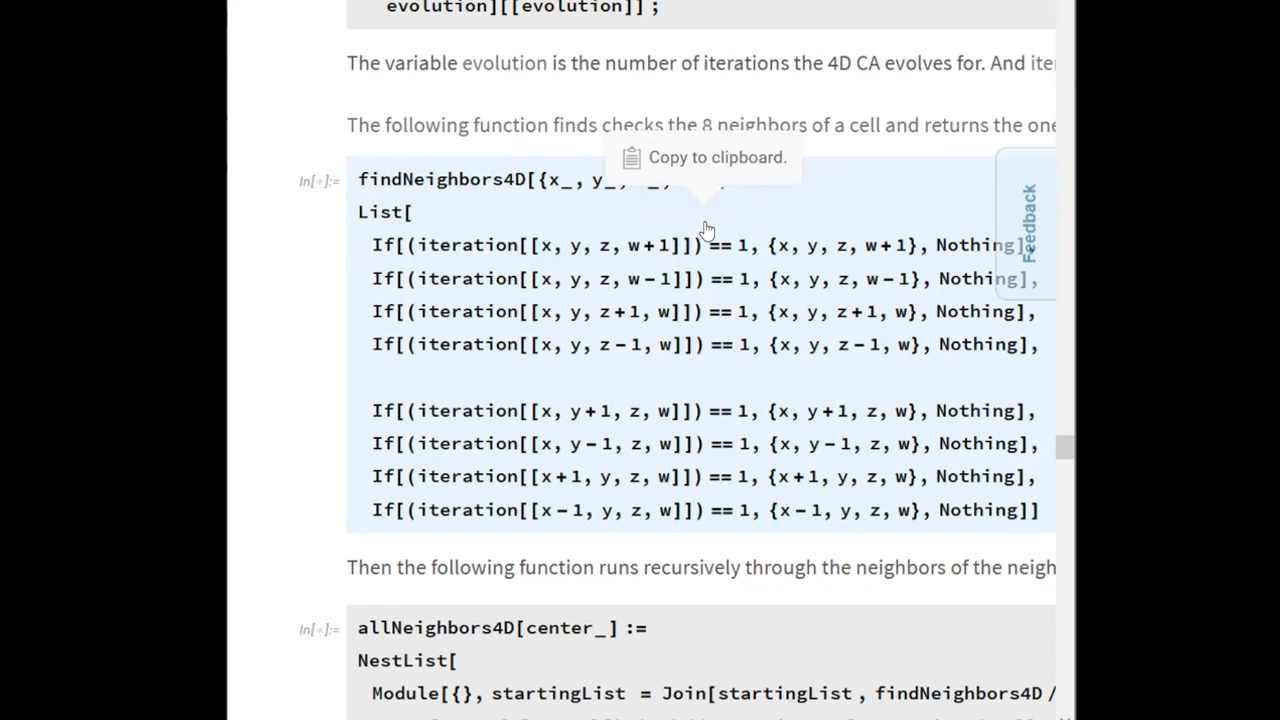 evolution][[evolution]];
The variable evolution is the number of iterations the 4D CA evolves for. And
The following function finds checks the 8 neighbors of a cell and returns the
Copy to clipboard.
In[∘]:=
findNeighbors4D[{x_, y_,
List[
If[(iteration[[x, y, z, w+1]]) == 1, {x, y, z, w+1}, Nothing],
If[(iteration[[x, y, z, w-1]]) == 1, {x, y, z, w-1}, Nothing],
If[(iteration[[x, y, z+1, w]]) == 1, {x, y, z+1, w}, Nothing],
If[(iteration[[x, y, z-1, w]]) == 1, {x, y, z-1, w}, Nothing],
If[(iteration[[x, y+1, z, w]]) == 1, {x, y+1, z, w}, Nothing],
If[(iteration[[x, y-1, z, w]]) == 1, {x, y-1, z, w}, Nothing],
If[(iteration[[x+1, y, z, w]]) == 1, {x+1, y, z, w}, Nothing],
If[(iteration[[x-1, y, z, w]]) == 1, {x-1, y, z, w}, Nothing]]
Feedback
Then the following function runs recursively through the neighbors of the
In[∘]:=
allNeighbors4D[center_] :=
NestList[
Module[{}, startingList = Join[startingList, findNeighbors4D /